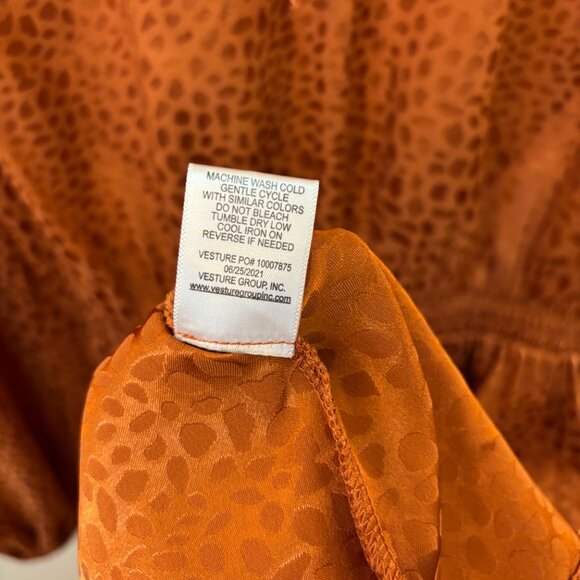 MACHINE WASH COLD
GENTLE CYCLE
WITH SIMILAR COLORS
DO NOT BLEACH
TUMBLE DRY LOW
COOL IRON ON
REVERSE IF NEEDED
VESTURE PO# 10007875
06/25/2021
VESTURE GROUP, INC.
www.vesturegroupinc.com